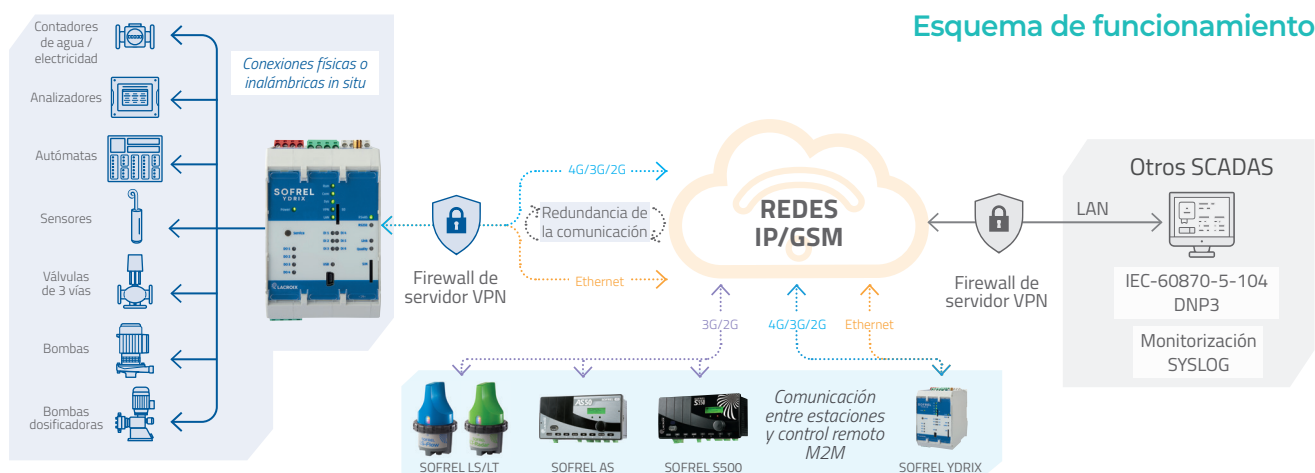 Esquema de funcionamiento
Contadores
de agua /
electricidad
Analizadores
Autómatas
Sensores
Válvulas
de 3 vías
Bombas
Bombas
dosificadoras
Conexiones físicas o
inalámbricas in situ
SOFREL
YDRIX
LACROIX
Firewall de
servidor VPN
4G/3G/2G
Redundancia de
la comunicación
Ethernet
REDES
IP/GSM
Firewall de
servidor VPN
LAN
Otros SCADAS
IEC-60870-5-104
DNP3
Monitorización
SYSLOG
3G/2G
4G/3G/2G
Ethernet
AS50
S550
Comunicación
entre estaciones
y control remoto
M2M
SOFREL LS/LT
SOFREL AS
SOFREL S500
SOFREL YDRIX